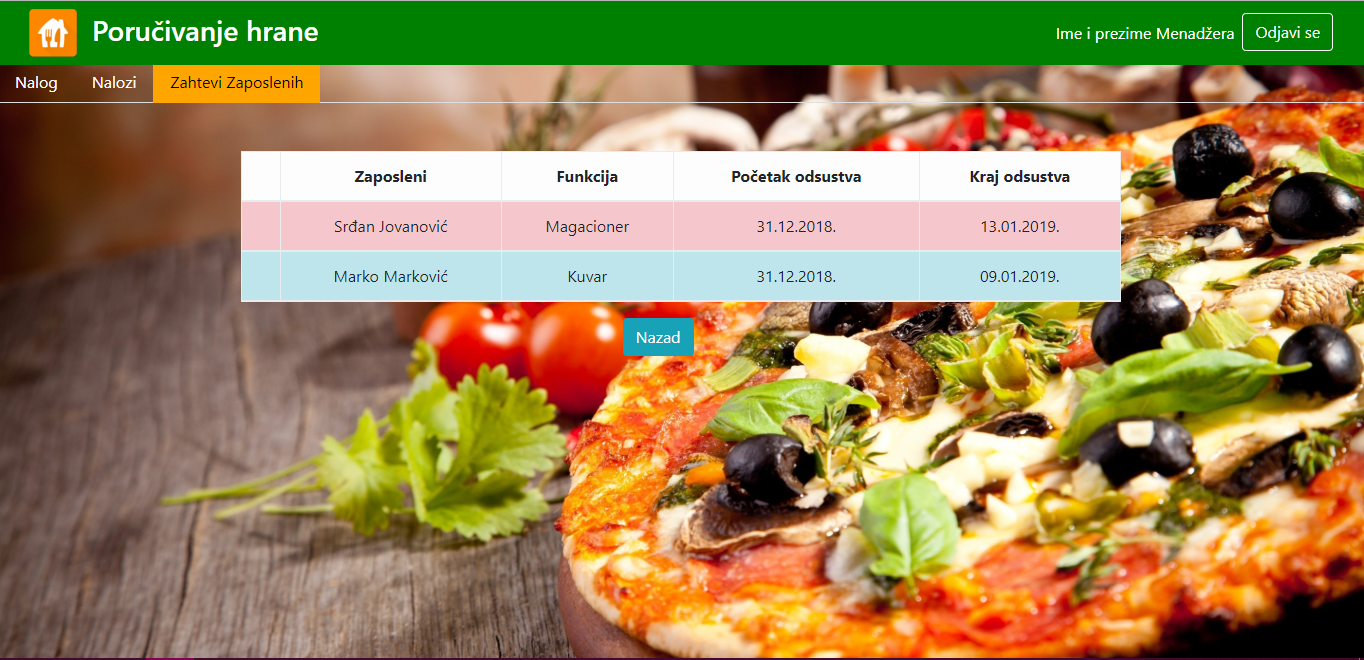 Poručivanje hrane
Ime i prezime Menadžera Odjavi se
Nalog Nalozi Zahtevi Zaposlenih
Zaposleni Funkcija Početak odsustva Kraj odsustva
Srđan Jovanović Magacioner 31.12.2018. 13.01.2019.
Marko Marković Kuvar 31.12.2018. 09.01.2019.
Nazad